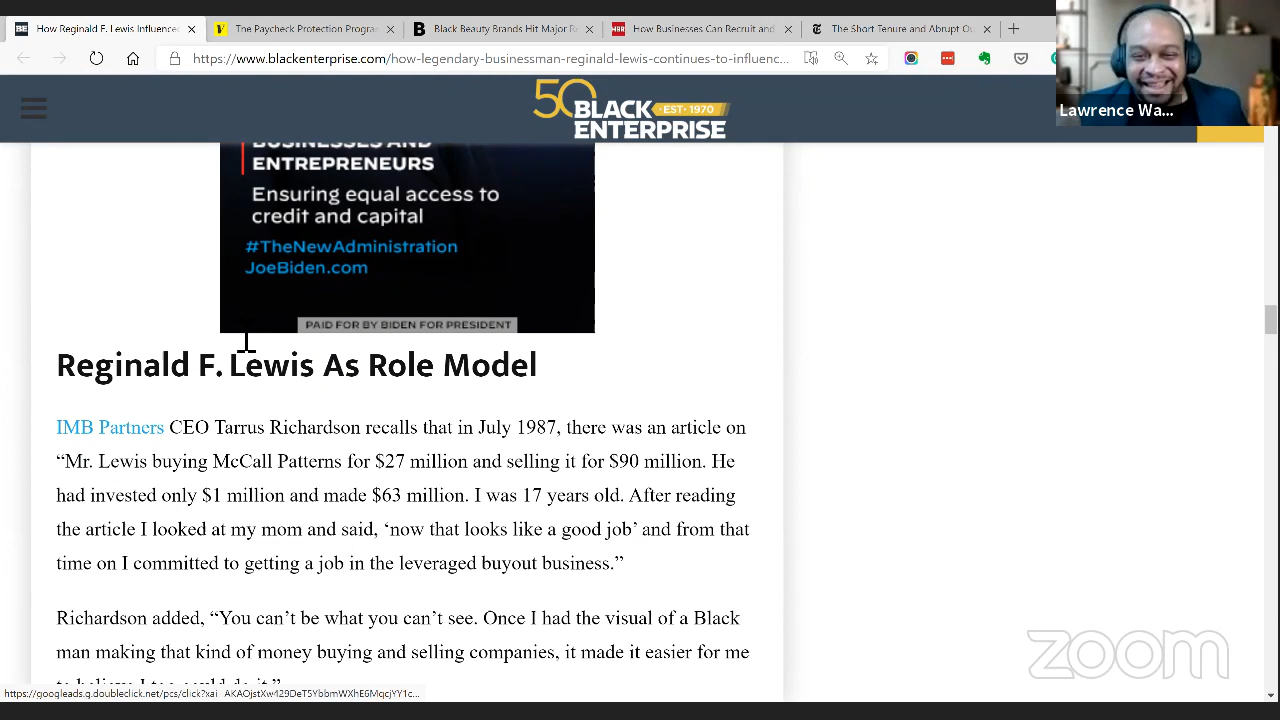 How Reginald F. Lewis Influence
The Paycheck Protection Progra
Black Beauty Brands Hit Major R
How Businesses Can Recruit and
The Short Tenure and Abrupt Ou
https://www.blackenterprise.com/how-legendary-businessman-reginald-lewis-continues-to-influenc...
Lawrence Wa...
50 BLACK ENTERPRISE
EST· 1970
BUSINESSES AND
ENTREPRENEURS
Ensuring equal access to
credit and capital
#TheNewAdministration
JoeBiden.com
PAID FOR BY BIDEN FOR PRESIDENT
Reginald F. Lewis As Role Model
IMB Partners CEO Tarrus Richardson recalls that in July 1987, there was an article on
“Mr. Lewis buying McCall Patterns for $27 million and selling it for $90 million. He
had invested only $1 million and made $63 million. I was 17 years old. After reading
the article I looked at my mom and said, ‘now that looks like a good job’ and from that
time on I committed to getting a job in the leveraged buyout business.”
Richardson added, “You can’t be what you can’t see. Once I had the visual of a Black
man making that kind of money buying and selling companies, it made it easier for me
to believe I too could do it.”
zoom